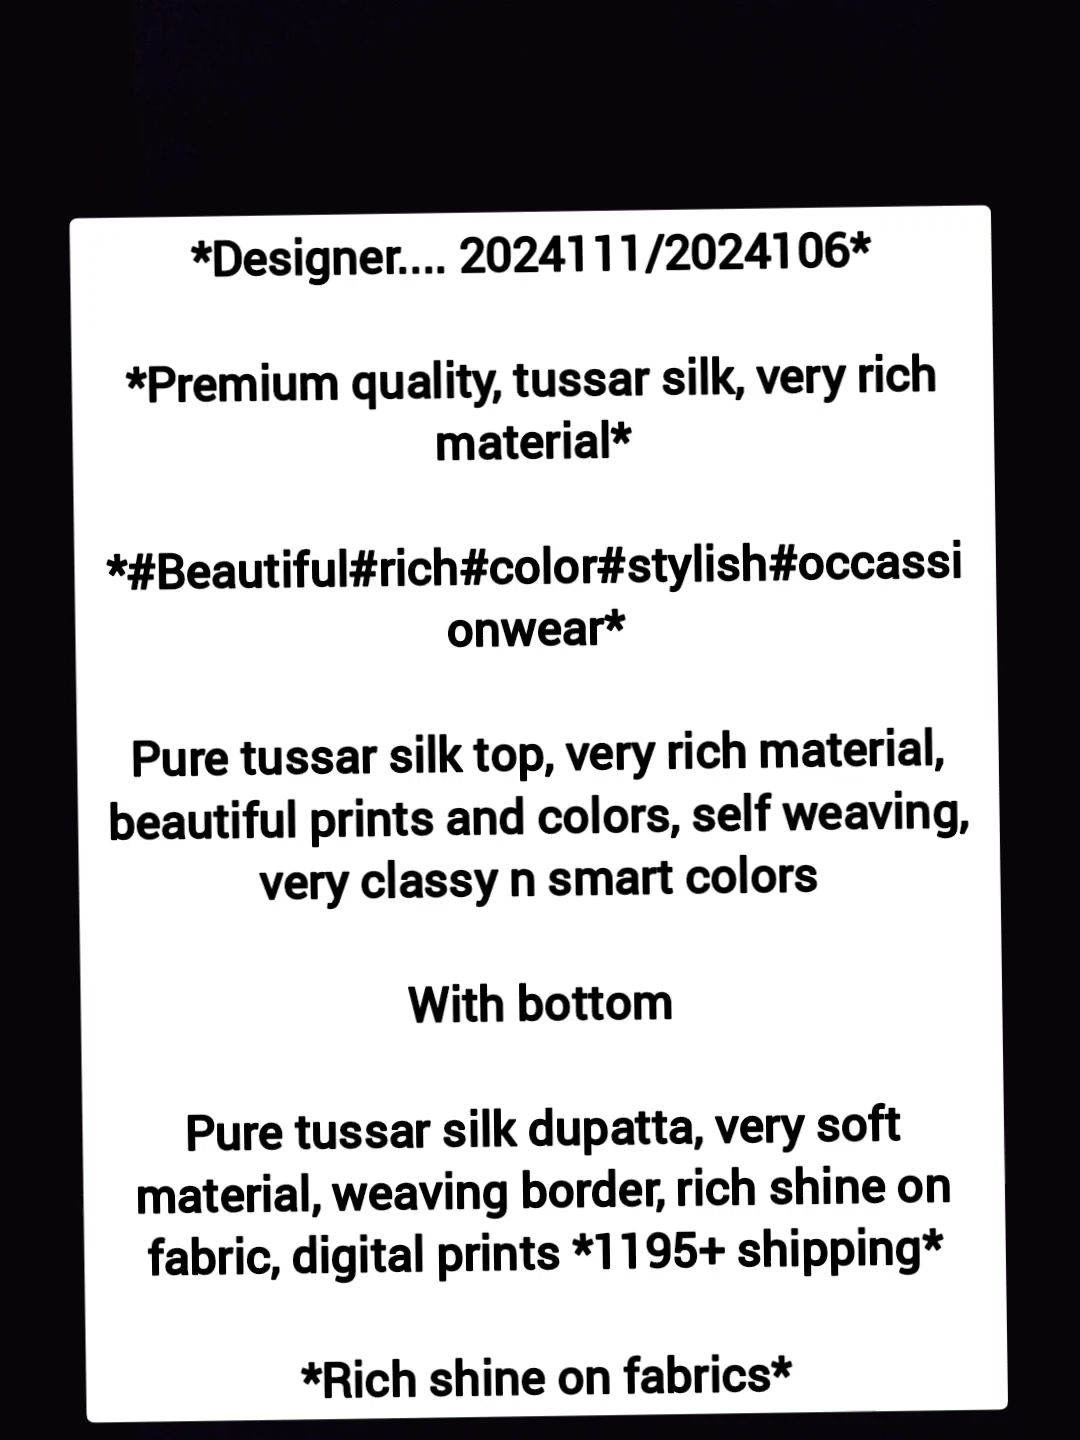 *Designer.... 2024111/2024106*
*Premium quality, tussar silk, very rich
material*
*#Beautiful#rich#color#stylish#occassi
onwear*
Pure tussar silk top, very rich material,
beautiful prints and colors, self weaving,
very classy n smart colors
With bottom
Pure tussar silk dupatta, very soft
material, weaving border, rich shine on
fabric, digital prints *1195+ shipping*
*Rich shine on fabrics*